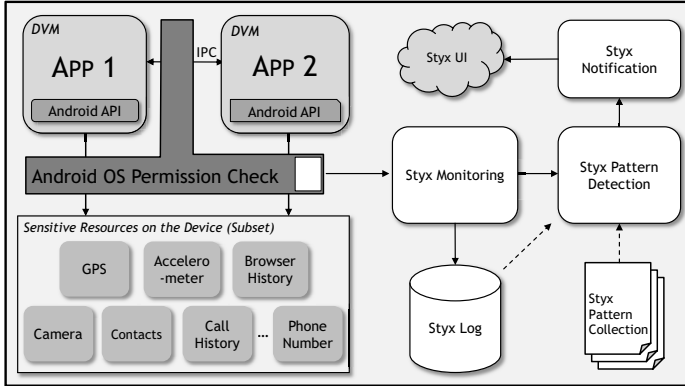 DVM
APP 1
Android API
IPC
DVM
APP 2
Android API
Styx UI
Styx
Notification
Android OS Permission Check
Styx Monitoring
Styx Pattern
Detection
Sensitive Resources on the Device (Subset)
GPS
Accelero
-meter
Browser
History
Camera
Contacts
Call
History
...
Phone
Number
Styx Log
Styx
Pattern
Collection